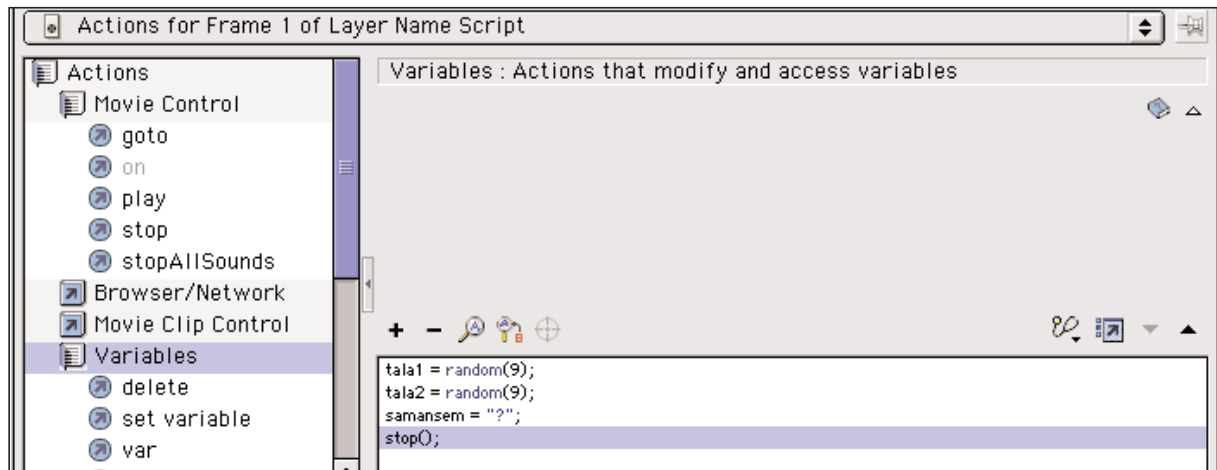 Actions for Frame 1 of Layer Name Script
Actions
Movie Control
goto
on
play
stop
stopAllSounds
Browser/Network
Movie Clip Control
Variables
delete
set variable
var
Variables : Actions that modify and access variables
tala1 = random(9);
tala2 = random(9);
samansem = "?";
stop();